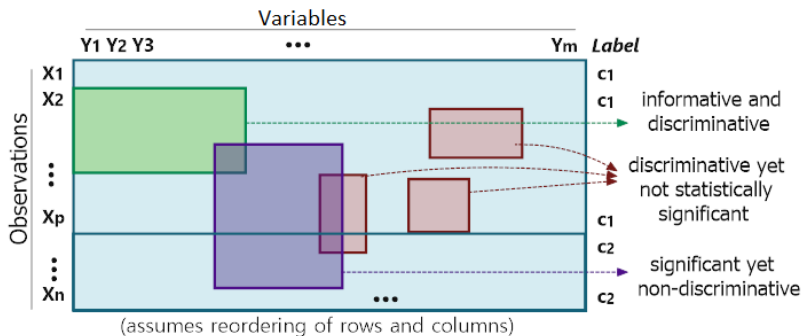 Variables
Y1 Y2 Y3 ••• Ym Label
Observations
X1 c1
X2 c1
informative and
discriminative
•••
discriminative yet
not statistically
significant
Xp c1
c2
•••
significant yet
non-discriminative
Xn ••• c2
(assumes reordering of rows and columns)